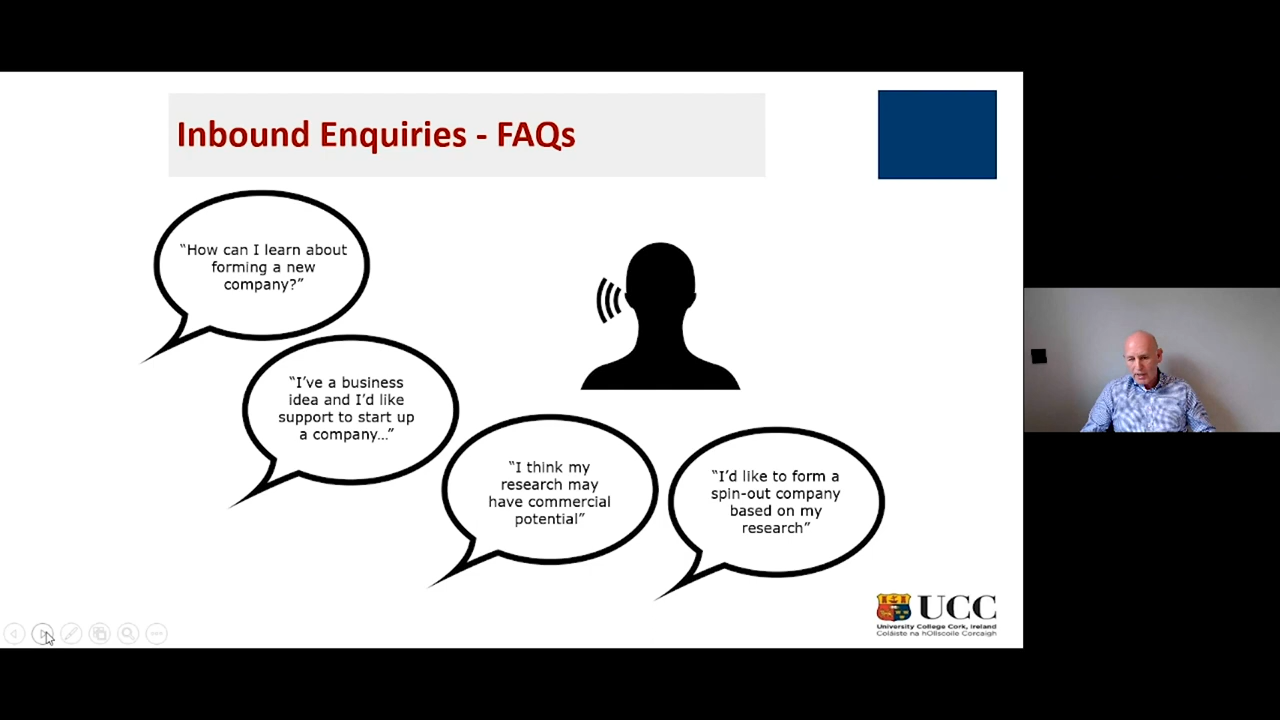 Inbound Enquiries - FAQs
“How can I learn about
forming a new
company?”
“I’ve a business
idea and I’d like
support to start up
a company…”
“I think my
research may
have commercial
potential”
“I’d like to form a
spin-out company
based on my
research”
UCC
University College Cork, Ireland
Coláiste na hOllscoile Corcaigh